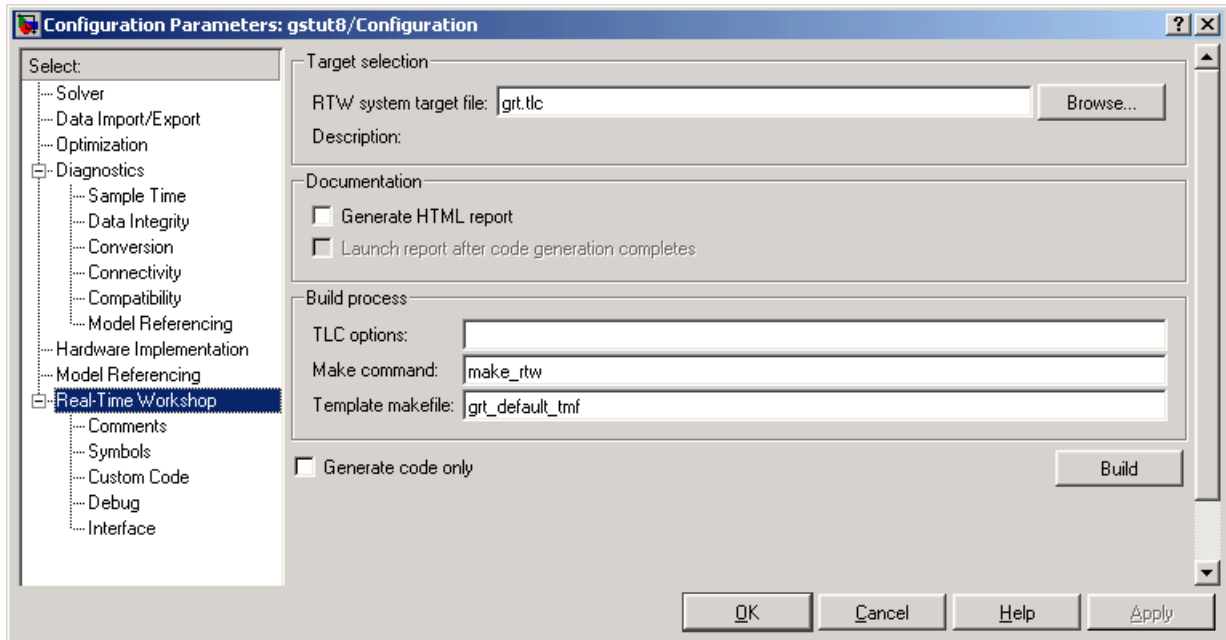 Configuration Parameters: gstut8/Configuration
Select:
Solver
Data Import/Export
Optimization
Diagnostics
Sample Time
Data Integrity
Conversion
Connectivity
Compatibility
Model Referencing
Hardware Implementation
Model Referencing
Real-Time Workshop
Comments
Symbols
Custom Code
Debug
Interface
Target selection
RTW system target file: grt.tlc Browse...
Description:
Documentation
Generate HTML report
Launch report after code generation completes
Build process
TLC options:
Make command: make_rtw
Template makefile: grt_default_tmf
Generate code only Build
OK Cancel Help Apply